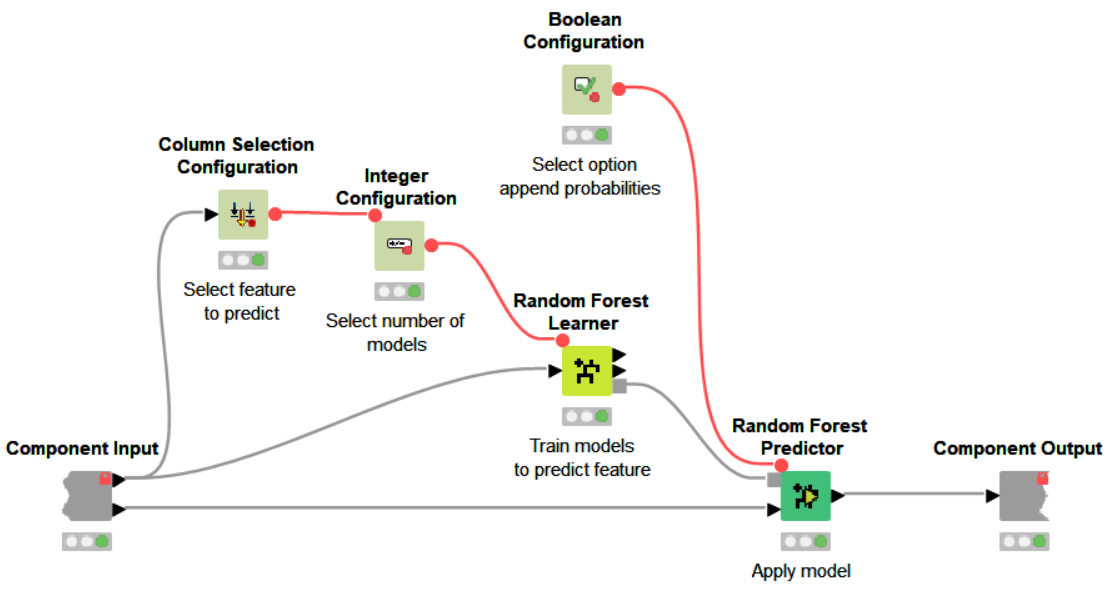 Boolean
Configuration
Select option
append probabilities
Column Selection
Configuration
Select feature
to predict
Integer
Configuration
Select number of
models
Random Forest
Learner
Train models
to predict feature
Component Input
Random Forest
Predictor
Apply model
Component Output